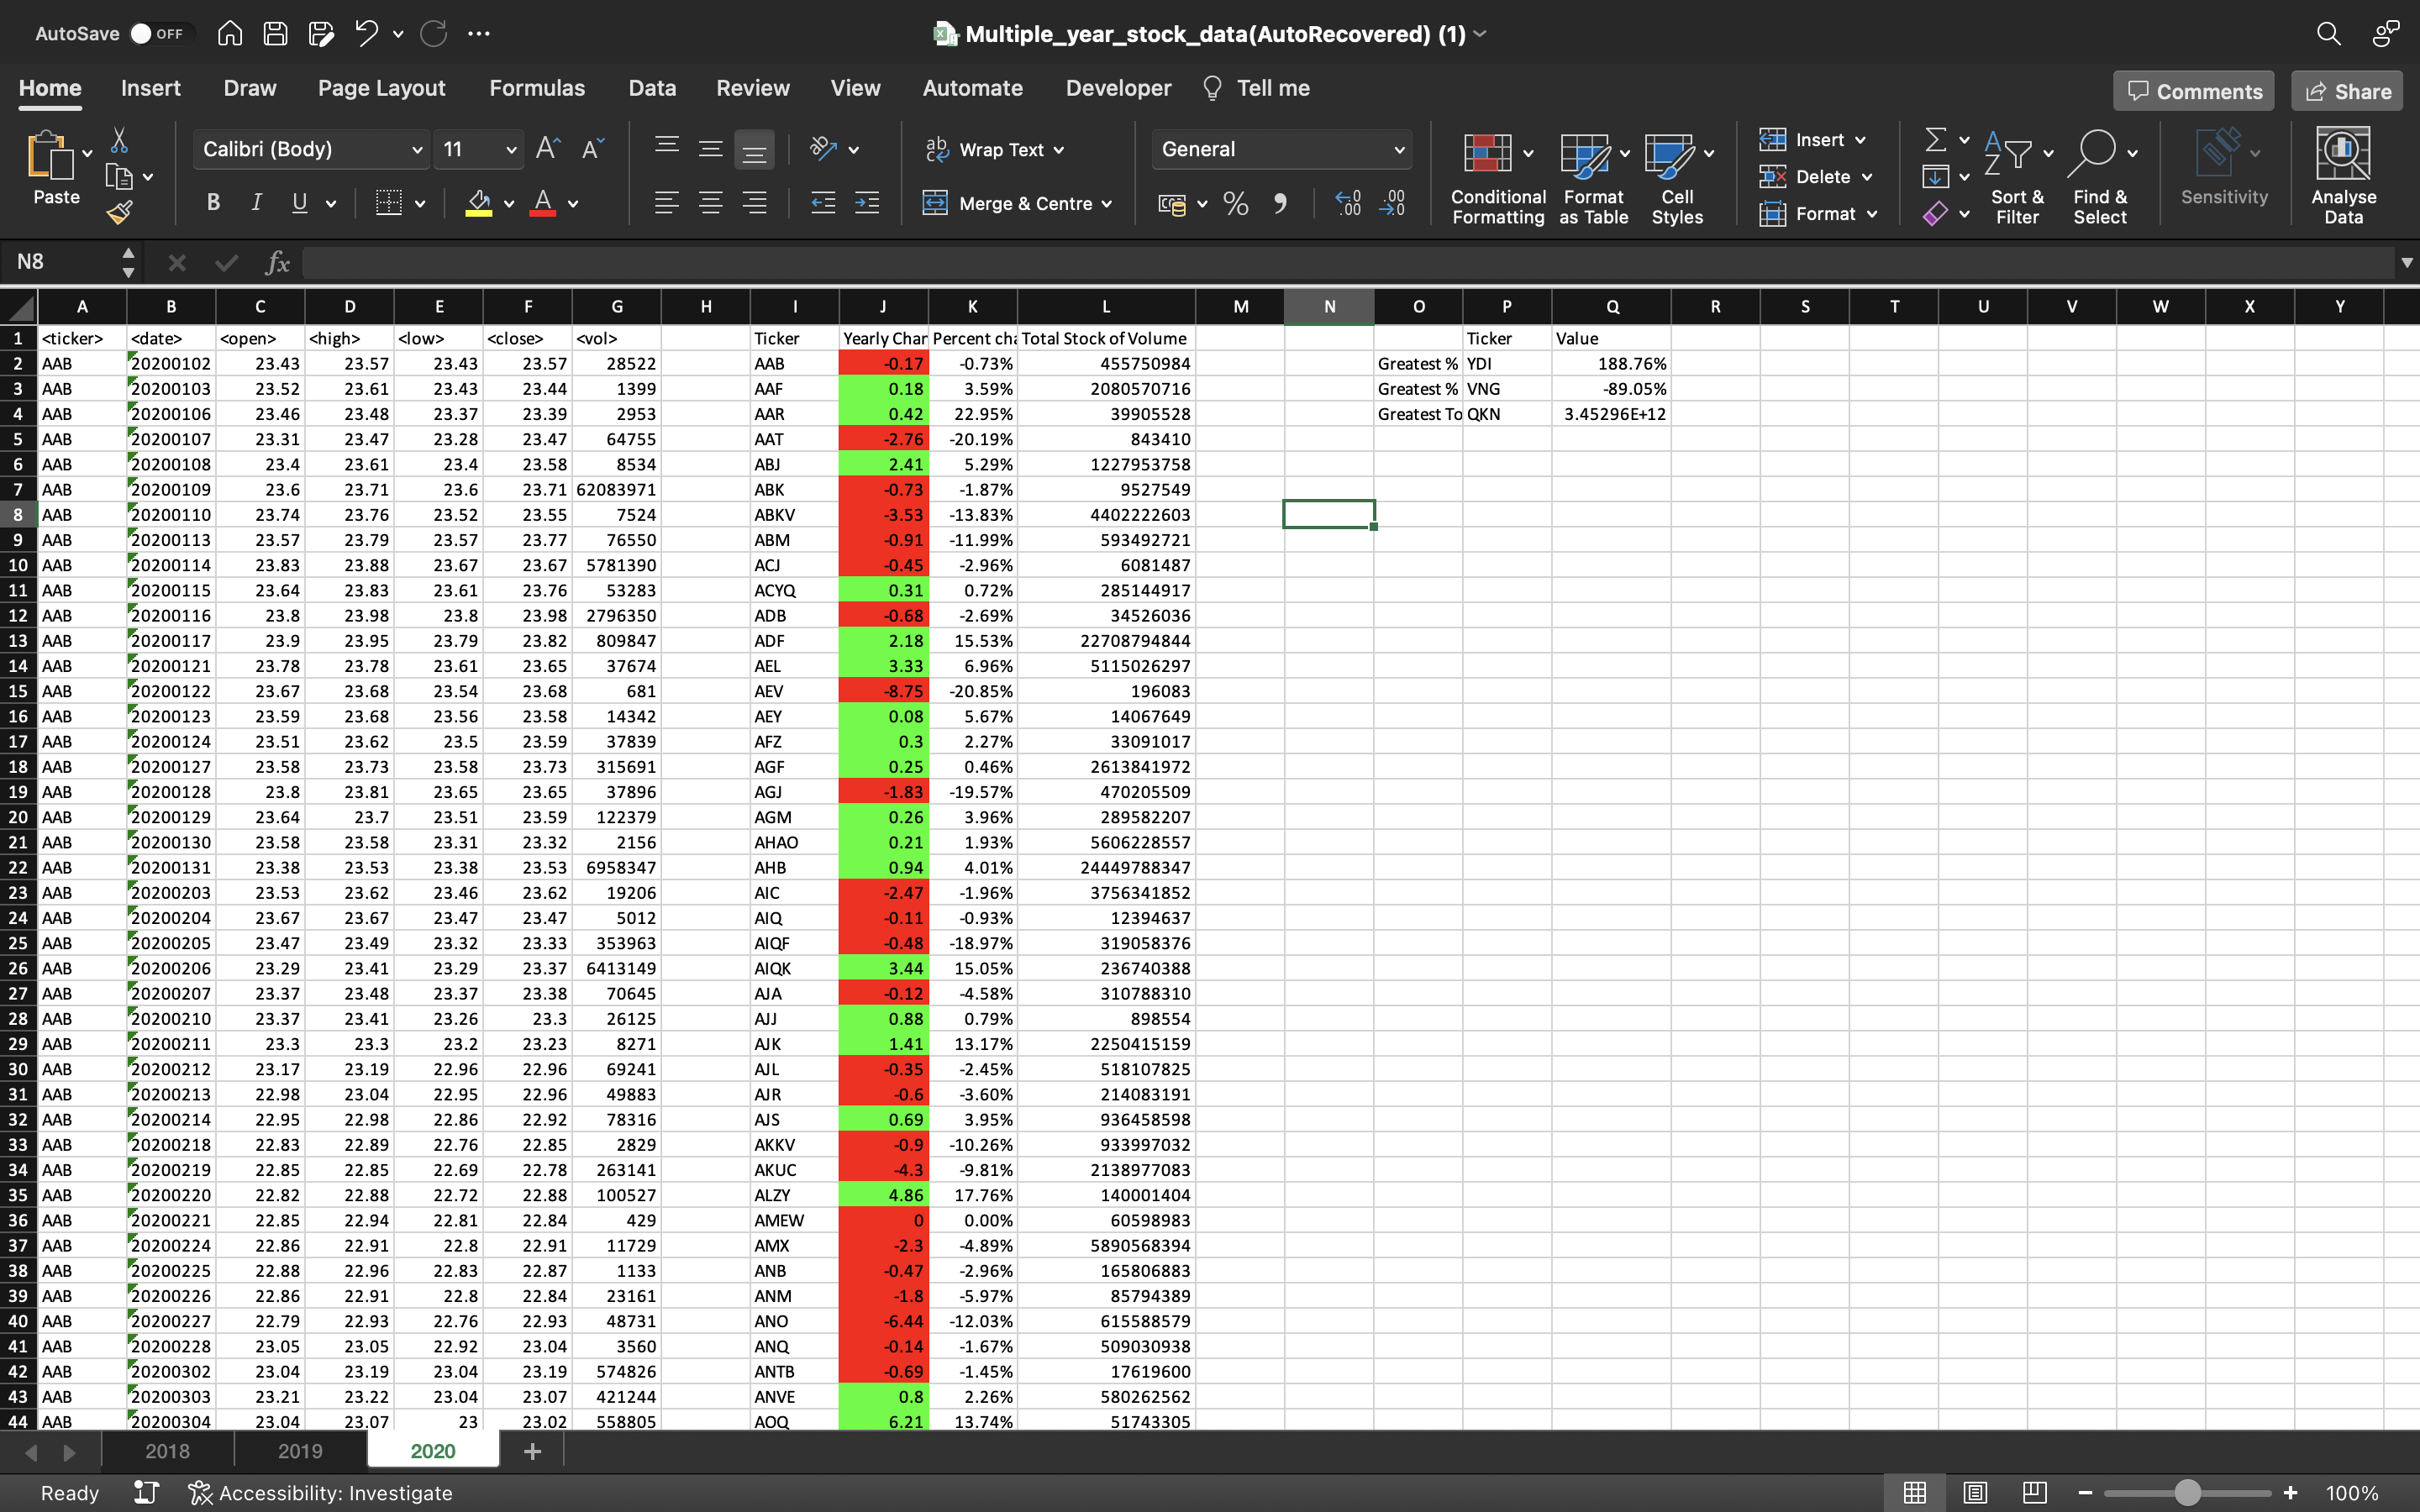 AutoSave OFF Multiple_year_stock_data(AutoRecovered) (1)
Home Insert Draw Page Layout Formulas Data Review View Automate Developer Tell me Comments Share
Paste Calibri (Body) 11 Wrap Text General Conditional Formatting Format as Table Cell Styles Insert Sort & Filter Find & Select Sensitivity Analyse Data
B I U Merge & Centre Delete
Format
N8 fx
A B C D E F G H I J K L M N O P Q R S T U V W X Y
1 <ticker> <date> <open> <high> <low> <close> <vol> Ticker Yearly Char Percent cha Total Stock of Volume Ticker Value
2 AAB 20200102 23.43 23.57 23.43 23.57 28522 AAB -0.17 -0.73% 455750984 Greatest % YDI 188.76%
3 AAB 20200103 23.52 23.61 23.43 23.44 1399 AAF 0.18 3.59% 2080570716 Greatest % VNG -89.05%
4 AAB 20200106 23.46 23.48 23.37 23.39 2953 AAR 0.42 22.95% 39905528 Greatest To QKN 3.45296E+12
5 AAB 20200107 23.31 23.47 23.28 23.47 64755 AAT -2.76 -20.19% 843410
6 AAB 20200108 23.4 23.61 23.4 23.58 8534 ABJ 2.41 5.29% 1227953758
7 AAB 20200109 23.6 23.71 23.6 23.71 62083971 ABK -0.73 -1.87% 9527549
8 AAB 20200110 23.74 23.76 23.52 23.55 7524 ABKV -3.53 -13.83% 4402222603
9 AAB 20200113 23.57 23.79 23.57 23.77 76550 ABM -0.91 -11.99% 593492721
10 AAB 20200114 23.83 23.88 23.67 23.67 5781390 ACJ -0.45 -2.96% 6081487
11 AAB 20200115 23.64 23.83 23.61 23.76 53283 ACYQ 0.31 0.72% 285144917
12 AAB 20200116 23.8 23.98 23.8 23.98 2796350 ADB -0.68 -2.69% 34526036
13 AAB 20200117 23.9 23.95 23.79 23.82 809847 ADF 2.18 15.53% 22708794844
14 AAB 20200121 23.78 23.78 23.61 23.65 37674 AEL 3.33 6.96% 5115026297
15 AAB 20200122 23.67 23.68 23.54 23.68 681 AEV -8.75 -20.85% 196083
16 AAB 20200123 23.59 23.68 23.56 23.58 14342 AEY 0.08 5.67% 14067649
17 AAB 20200124 23.51 23.62 23.5 23.59 37839 AFZ 0.3 2.27% 33091017
18 AAB 20200127 23.58 23.73 23.58 23.73 315691 AGF 0.25 0.46% 2613841972
19 AAB 20200128 23.8 23.81 23.65 23.65 37896 AGJ -1.83 -19.57% 470205509
20 AAB 20200129 23.64 23.7 23.51 23.59 122379 AGM 0.26 3.96% 289582207
21 AAB 20200130 23.58 23.58 23.31 23.32 2156 AHAO 0.21 1.93% 5606228557
22 AAB 20200131 23.38 23.53 23.38 23.53 6958347 AHB 0.94 4.01% 24449788347
23 AAB 20200203 23.53 23.62 23.46 23.62 19206 AIC -2.47 -1.96% 3756341852
24 AAB 20200204 23.67 23.67 23.47 23.47 5012 AIQ -0.11 -0.93% 12394637
25 AAB 20200205 23.47 23.49 23.32 23.33 353963 AIQF -0.48 -18.97% 319058376
26 AAB 20200206 23.29 23.41 23.29 23.37 6413149 AIQK 3.44 15.05% 236740388
27 AAB 20200207 23.37 23.48 23.37 23.38 70645 AJA -0.12 -4.58% 310788310
28 AAB 20200210 23.37 23.41 23.26 23.3 26125 AJJ 0.88 0.79% 898554
29 AAB 20200211 23.3 23.3 23.2 23.23 8271 AJK 1.41 13.17% 2250415159
30 AAB 20200212 23.17 23.19 22.96 22.96 69241 AJL -0.35 -2.45% 518107825
31 AAB 20200213 22.98 23.04 22.95 22.96 49883 AJR -0.6 -3.60% 214083191
32 AAB 20200214 22.95 22.98 22.86 22.92 78316 AJS 0.69 3.95% 936458598
33 AAB 20200218 22.83 22.89 22.76 22.85 2829 AKKV -0.9 -10.26% 933997032
34 AAB 20200219 22.85 22.85 22.69 22.78 263141 AKUC -4.3 -9.81% 2138977083
35 AAB 20200220 22.82 22.88 22.72 22.88 100527 ALZY 4.86 17.76% 140001404
36 AAB 20200221 22.85 22.94 22.81 22.84 429 AMEW 0 0.00% 60598983
37 AAB 20200224 22.86 22.91 22.8 22.91 11729 AMX -2.3 -4.89% 5890568394
38 AAB 20200225 22.88 22.96 22.83 22.87 1133 ANB -0.47 -2.96% 165806883
39 AAB 20200226 22.86 22.91 22.8 22.84 23161 ANM -1.8 -5.97% 85794389
40 AAB 20200227 22.79 22.93 22.76 22.93 48731 ANO -6.44 -12.03% 615588579
41 AAB 20200228 23.05 23.05 22.92 23.04 3560 ANQ -0.14 -1.67% 509030938
42 AAB 20200302 23.04 23.19 23.04 23.19 574826 ANTB -0.69 -1.45% 17619600
43 AAB 20200303 23.21 23.22 23.04 23.07 421244 ANVE 0.8 2.26% 580262562
44 AAB 20200304 23.04 23.07 23 23.02 558805 AOQ 6.21 13.74% 51743305
2018 2019 2020 +
Ready Accessibility: Investigate 100%